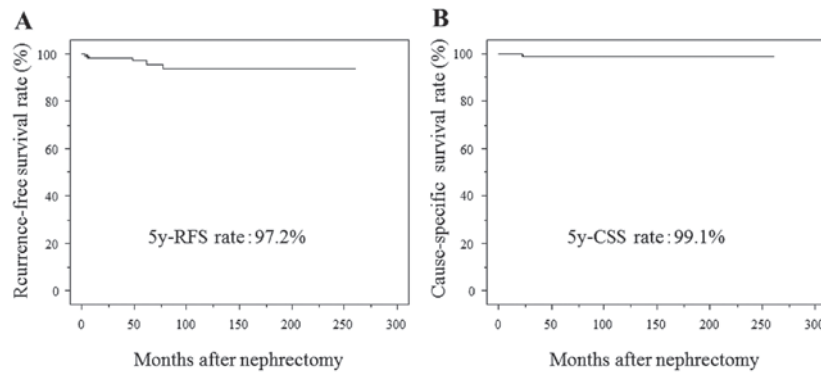 A
Rcurrence-free survival rate (%)
100
80
60
40
20
0
5y-RFS rate:97.2%
0 50 100 150 200 250 300
Months after nephrectomy
B
Cause-specific survival rate (%)
100
80
60
40
20
0
5y-CSS rate:99.1%
0 50 100 150 200 250 300
Months after nephrectomy